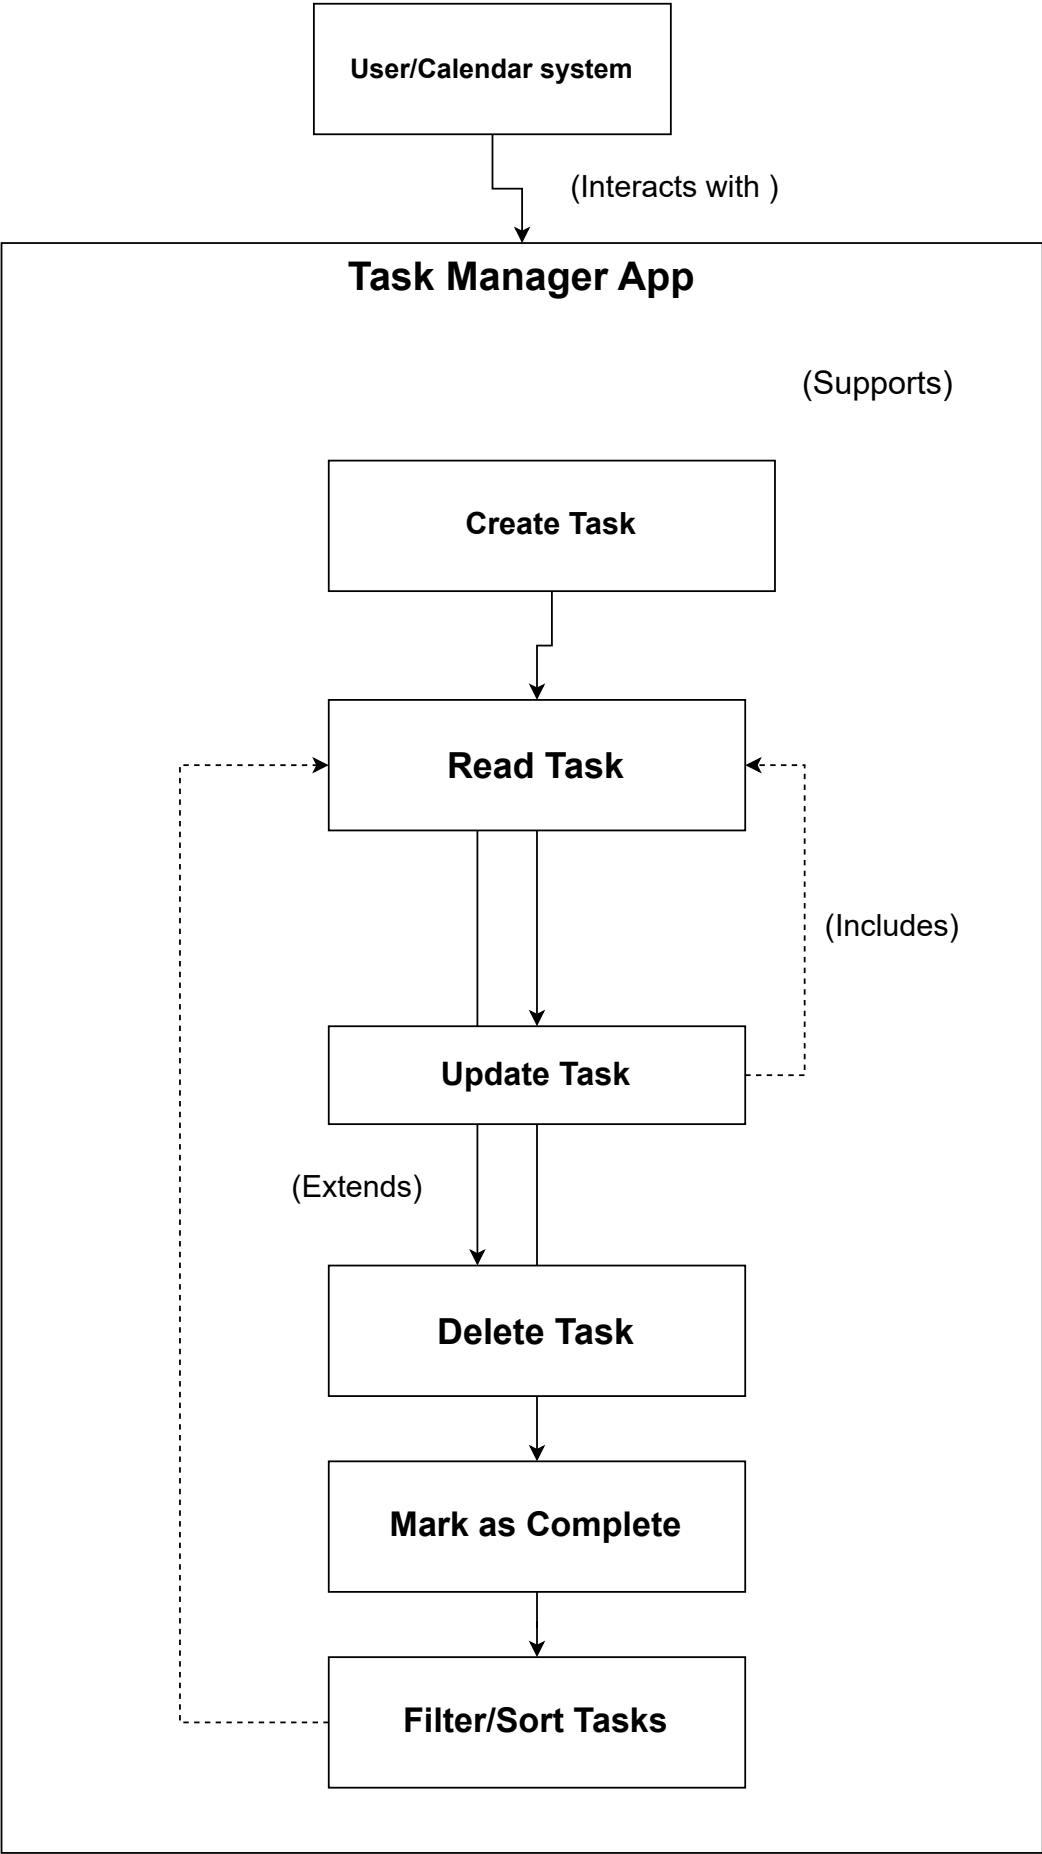 User/Calendar system
(Interacts with )
Task Manager App
(Supports)
Create Task
Read Task
(Includes)
Update Task
(Extends)
Delete Task
Mark as Complete
Filter/Sort Tasks